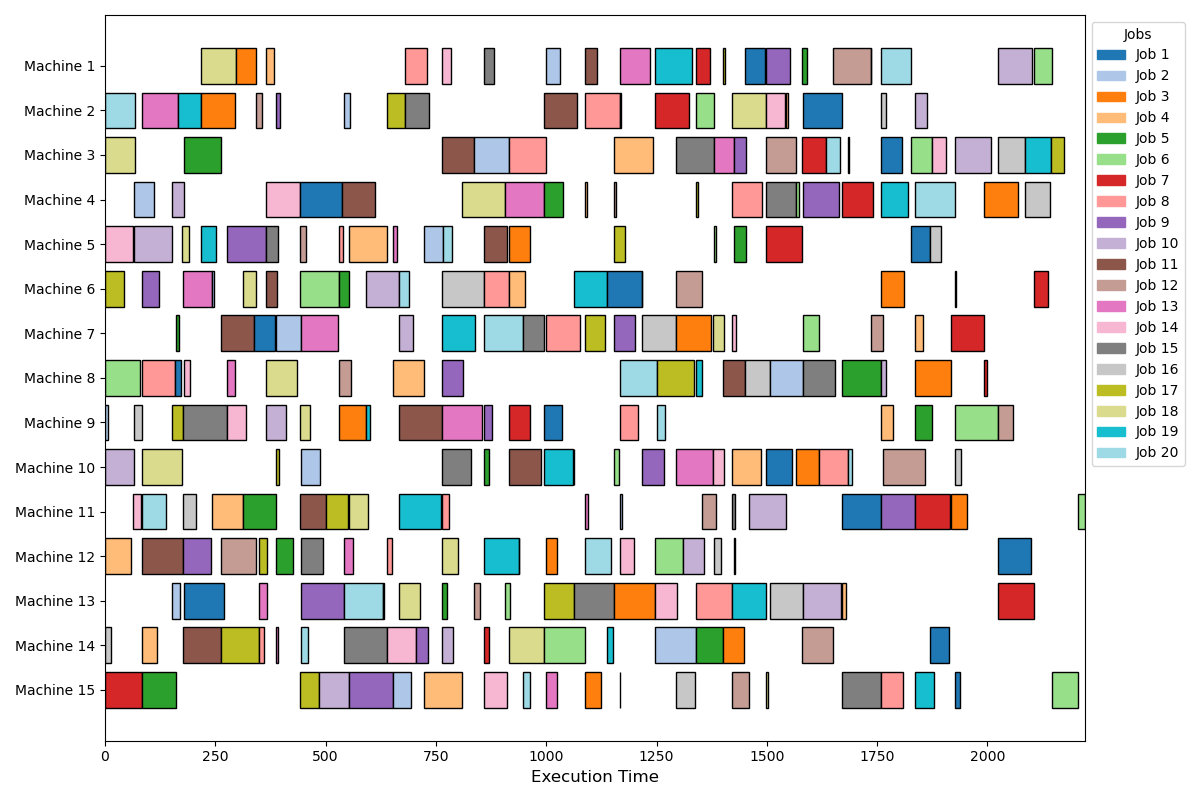 Machine 1
Machine 2
Machine 3
Machine 4
Machine 5
Machine 6
Machine 7
Machine 8
Machine 9
Machine 10
Machine 11
Machine 12
Machine 13
Machine 14
Machine 15
0 250 500 750 1000 1250 1500 1750 2000
Execution Time
Jobs
Job 1
Job 2
Job 3
Job 4
Job 5
Job 6
Job 7
Job 8
Job 9
Job 10
Job 11
Job 12
Job 13
Job 14
Job 15
Job 16
Job 17
Job 18
Job 19
Job 20